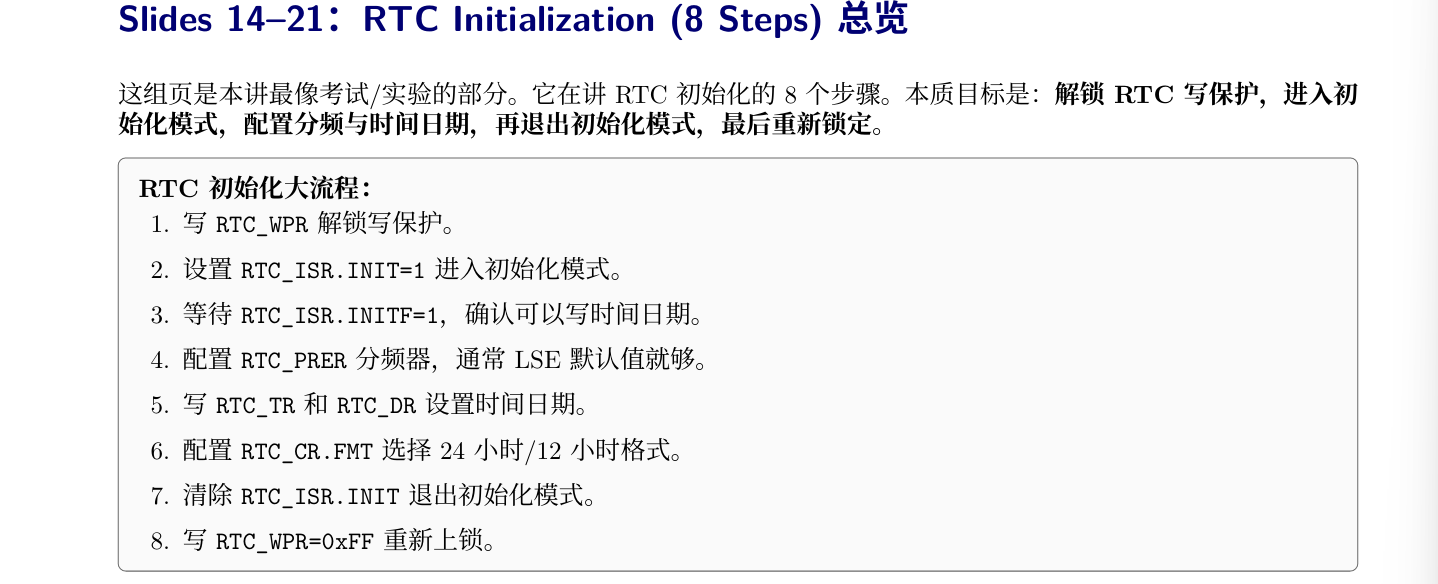 Slides 14–21：RTC Initialization (8 Steps) 总览
这组页是本讲最像考试/实验的部分。它在讲 RTC 初始化的 8 个步骤。本质目标是：解锁 RTC 写保护，进入初
始化模式，配置分频与时间日期，再退出初始化模式，最后重新锁定。
RTC 初始化大流程：
1. 写 RTC_WPR 解锁写保护。
2. 设置 RTC_ISR.INIT=1 进入初始化模式。
3. 等待 RTC_ISR.INITF=1，确认可以写时间日期。
4. 配置 RTC_PRER 分频器，通常 LSE 默认值就够。
5. 写 RTC_TR 和 RTC_DR 设置时间日期。
6. 配置 RTC_CR.FMT 选择 24 小时/12 小时格式。
7. 清除 RTC_ISR.INIT 退出初始化模式。
8. 写 RTC_WPR=0xFF 重新上锁。